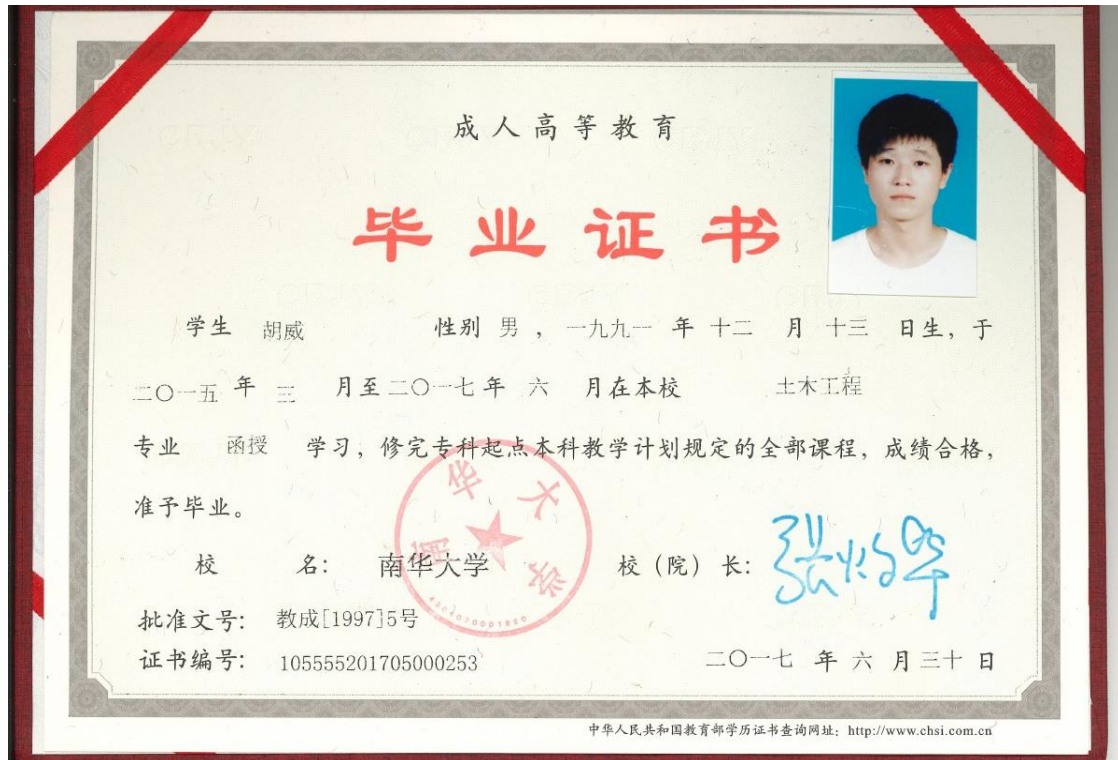 成人高等教育
毕业证书
学生 胡威 性别 男 , 一九九一 年 十二 月 十三 日生, 于
二〇一五 年 三 月至 二〇一七 年 六 月在本校 土木工程
专业 函授 学习, 修完专科起点本科教学计划规定的全部课程, 成绩合格,
准予毕业。
南华大学
4304070001880
校 名: 南华大学 校(院)长:
批准文号: 教成[1997]5号
证书编号: 105555201705000253 二〇一七 年 六 月 三十 日
中华人民共和国教育部学历证书查询网址: http://www.chsi.com.cn